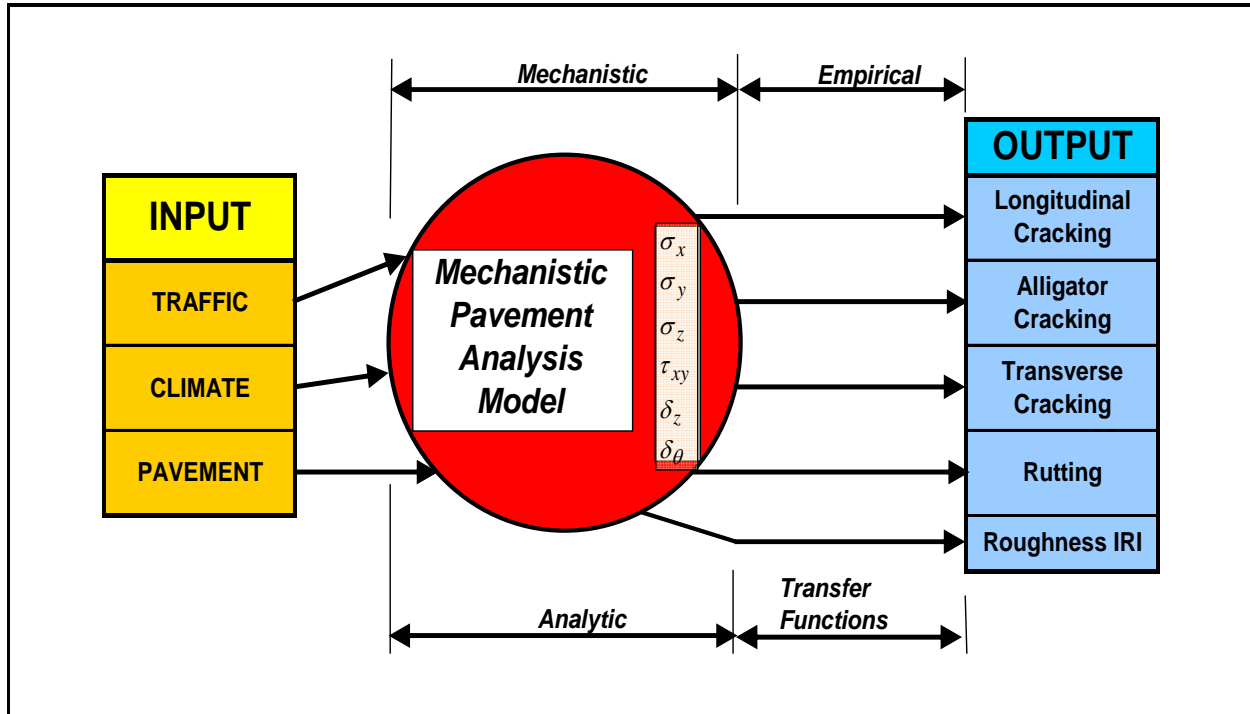 Mechanistic
Empirical
INPUT
TRAFFIC
CLIMATE
PAVEMENT
Mechanistic
Pavement
Analysis
Model
σx
σy
σz
τxy
δz
δθ
OUTPUT
Longitudinal
Cracking
Alligator
Cracking
Transverse
Cracking
Rutting
Roughness IRI
Analytic
Transfer
Functions